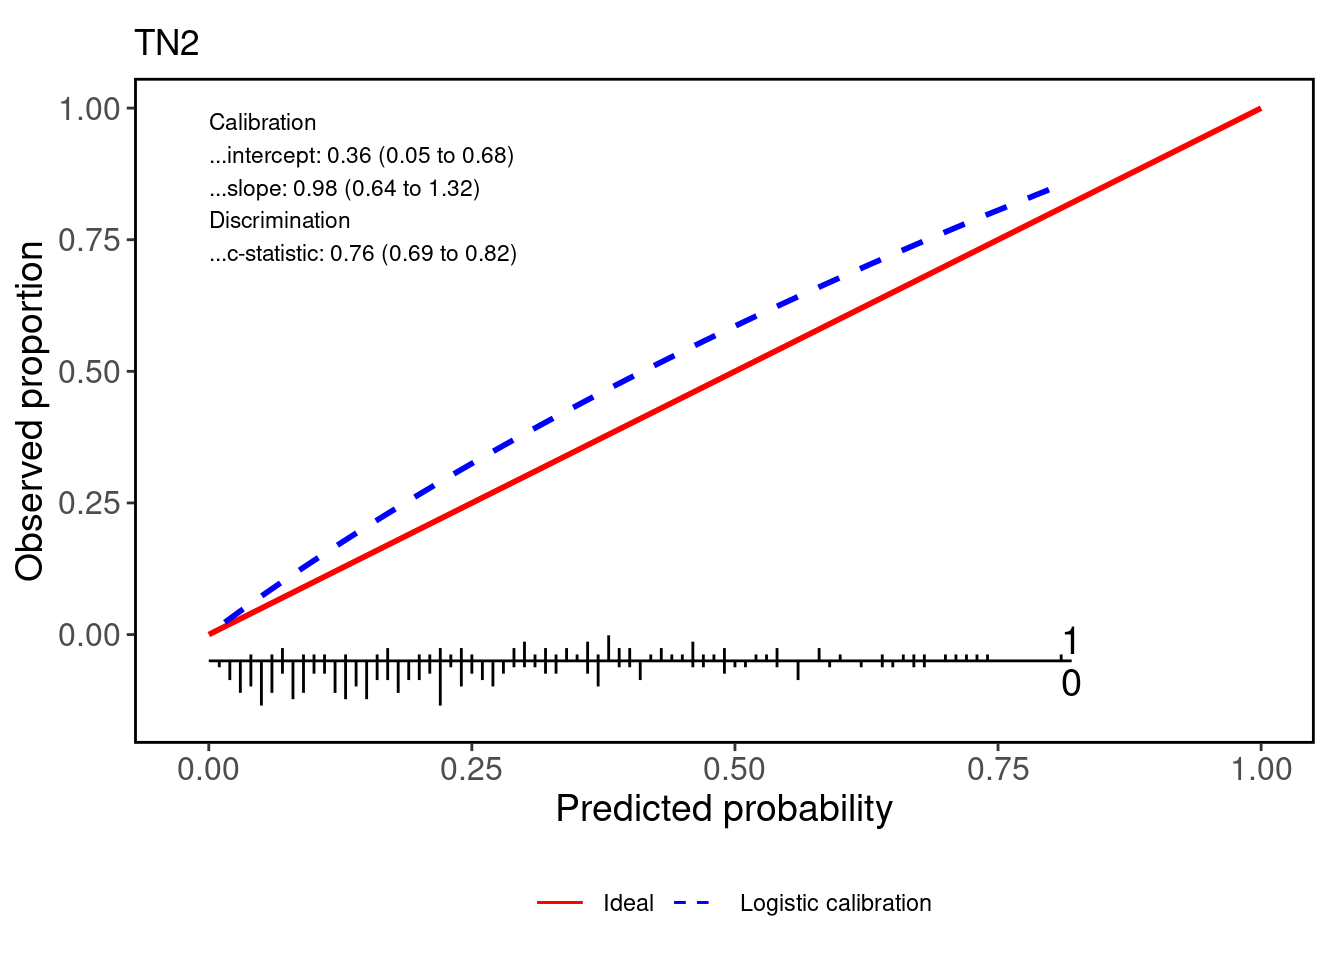 TN2
1.00
0.75
0.50
0.25
0.00
Observed proportion
Calibration
...intercept: 0.36 (0.05 to 0.68)
...slope: 0.98 (0.64 to 1.32)
Discrimination
...c-statistic: 0.76 (0.69 to 0.82)
1
0
0.00 0.25 0.50 0.75 1.00
Predicted probability
Ideal Logistic calibration